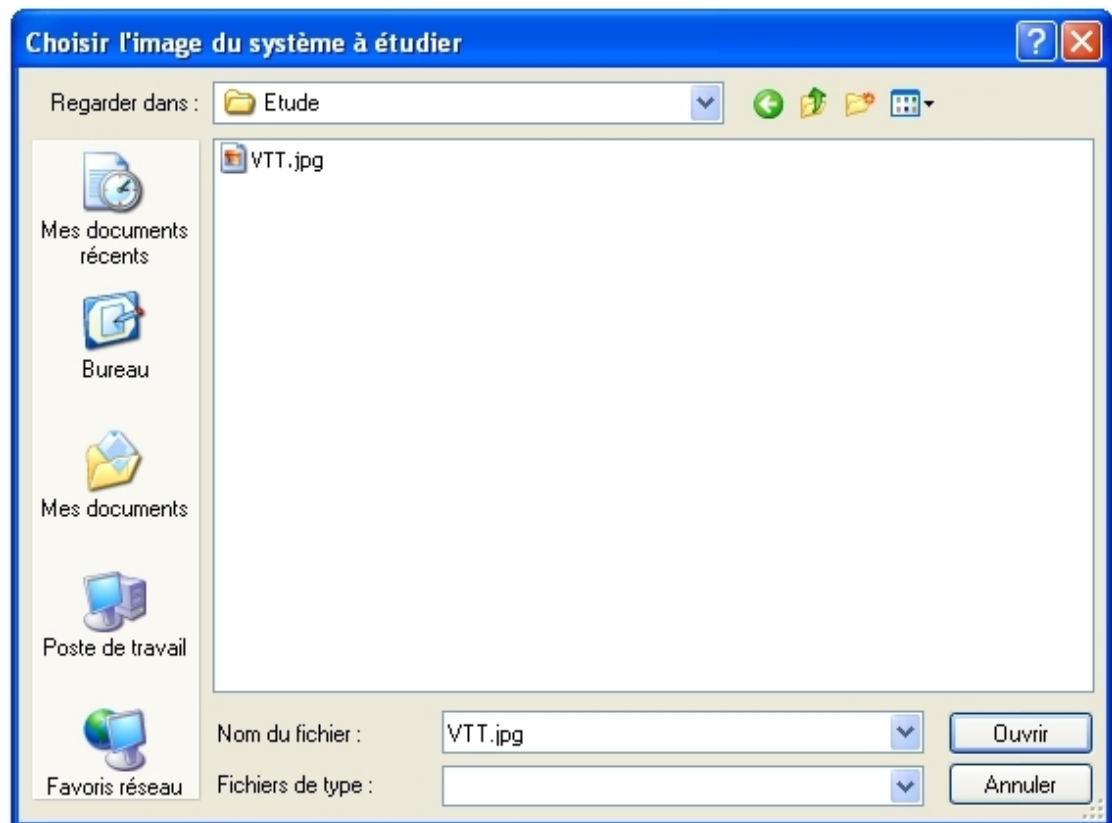 Choisir l'image du système à étudier
Regarder dans :
Etude
VTT.jpg
Mes documents
récents
Bureau
Mes documents
Poste de travail
Favoris réseau
Nom du fichier :
VTT.jpg
Ouvrir
Fichiers de type :
Annuler